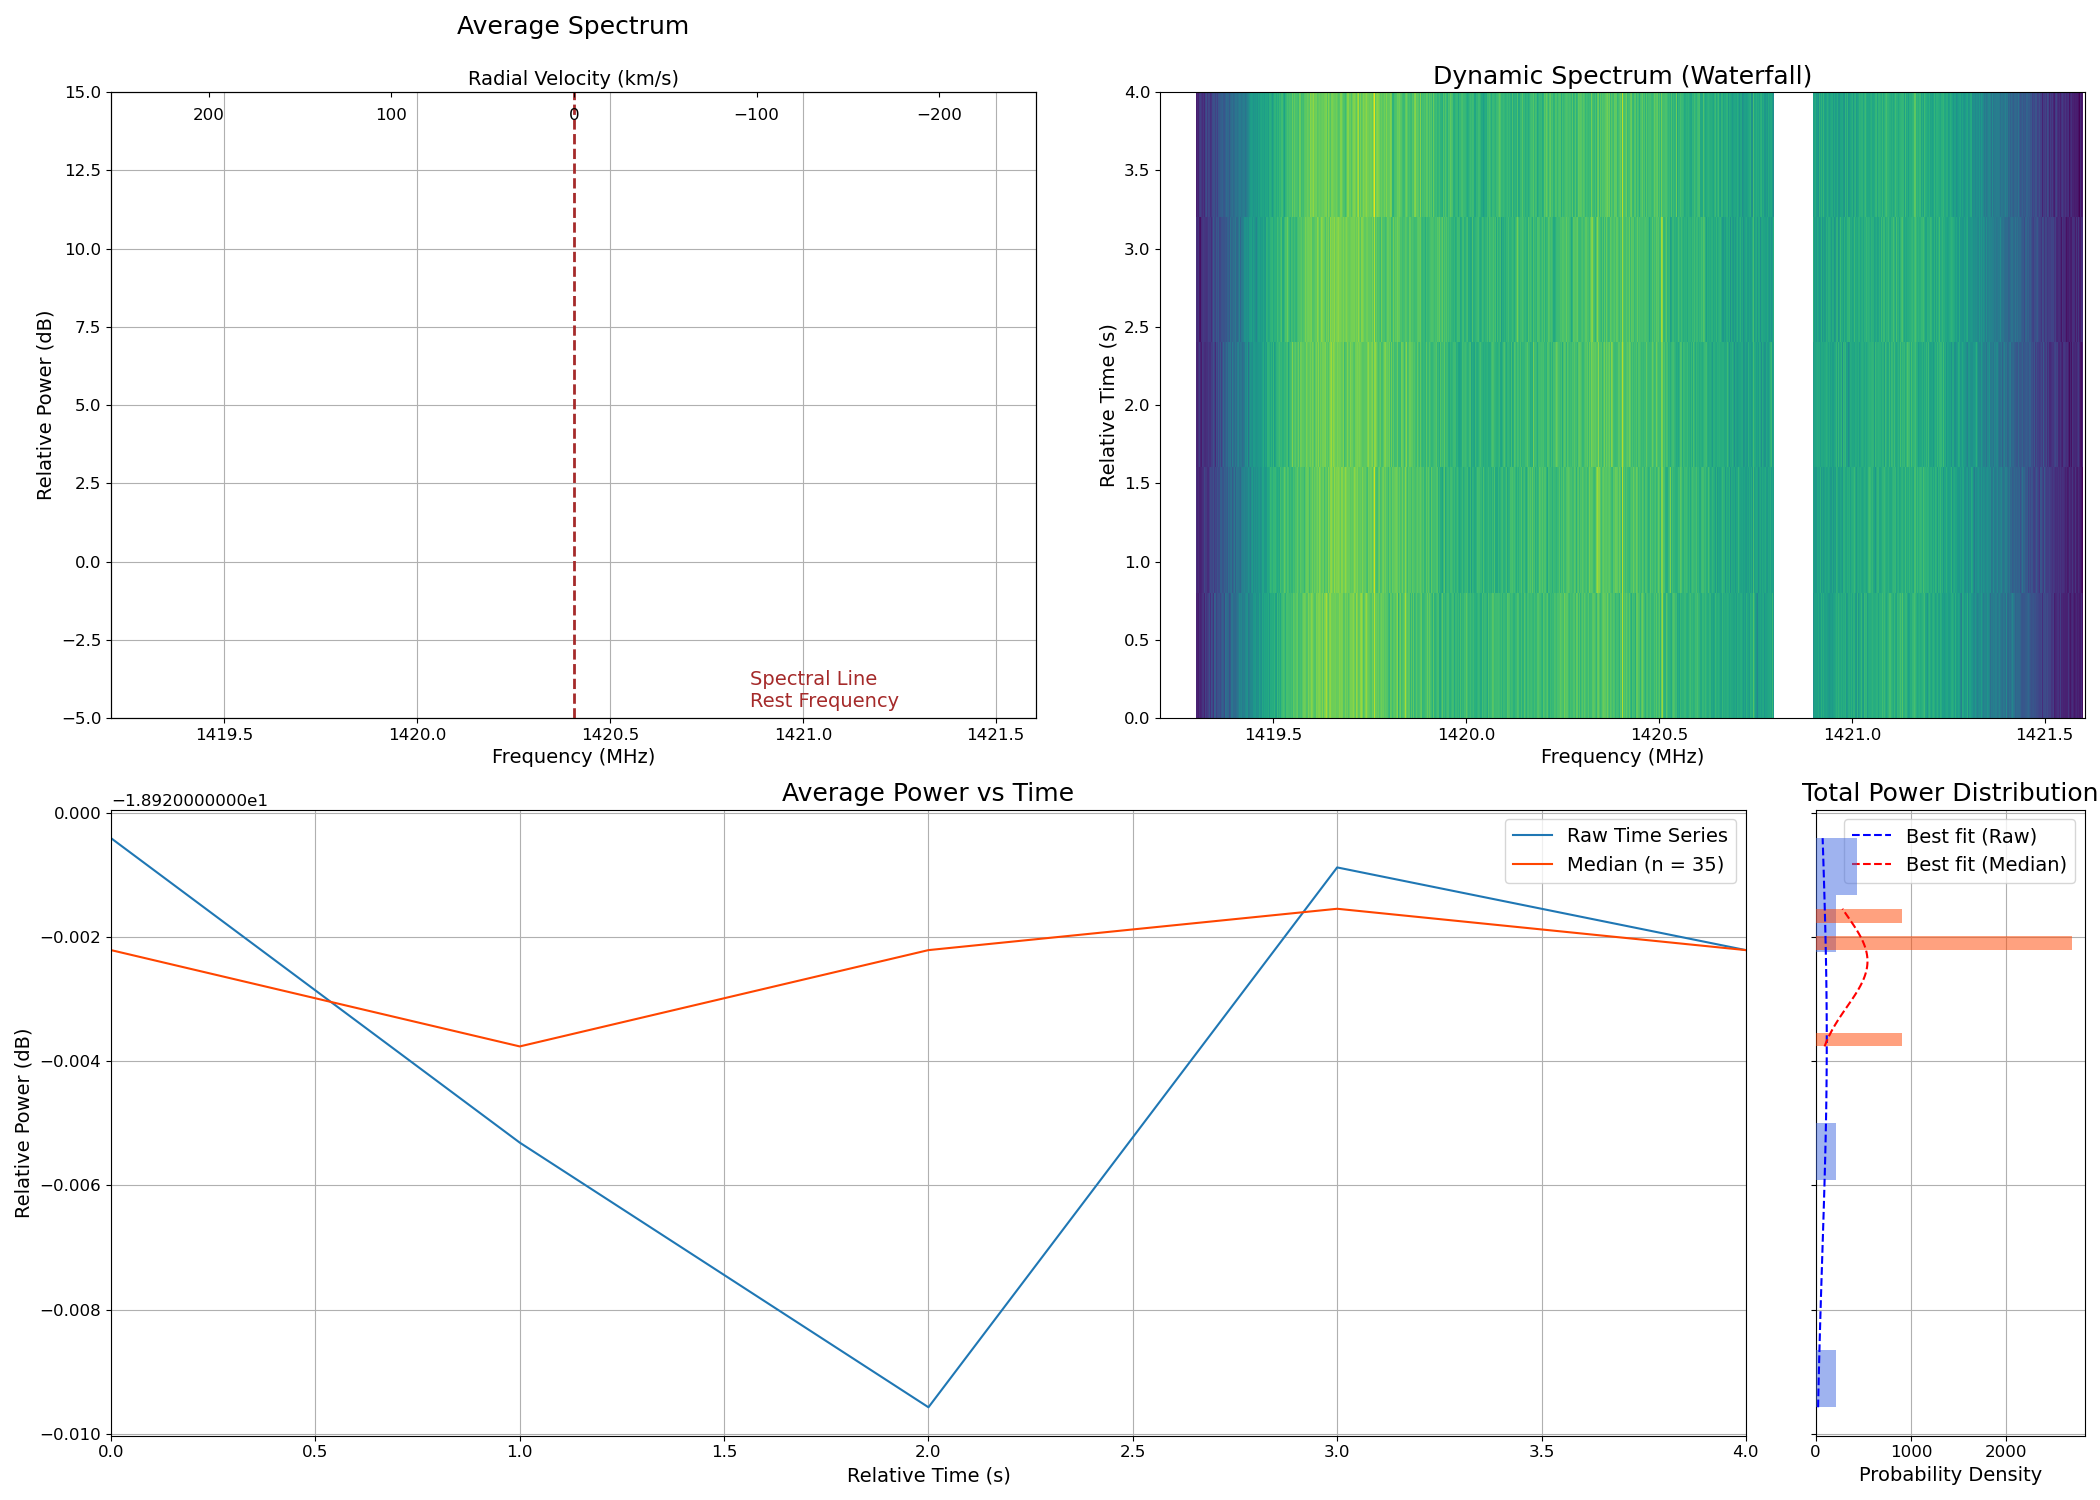 Average Spectrum
Radial Velocity (km/s)
200 100 0 −100 −200
15.0
12.5
10.0
7.5
5.0
2.5
0.0
−2.5
−5.0
Relative Power (dB)
Spectral Line
Rest Frequency
1419.5 1420.0 1420.5 1421.0 1421.5
Frequency (MHz)
Dynamic Spectrum (Waterfall)
4.0
3.5
3.0
2.5
2.0
1.5
1.0
0.5
0.0
Relative Time (s)
1419.5 1420.0 1420.5 1421.0 1421.5
Frequency (MHz)
Average Power vs Time
−1.8920000000e1
0.000
−0.002
−0.004
−0.006
−0.008
−0.010
Relative Power (dB)
Raw Time Series
Median (n = 35)
0.0 0.5 1.0 1.5 2.0 2.5 3.0 3.5 4.0
Relative Time (s)
Total Power Distribution
Best fit (Raw)
Best fit (Median)
0 1000 2000
Probability Density